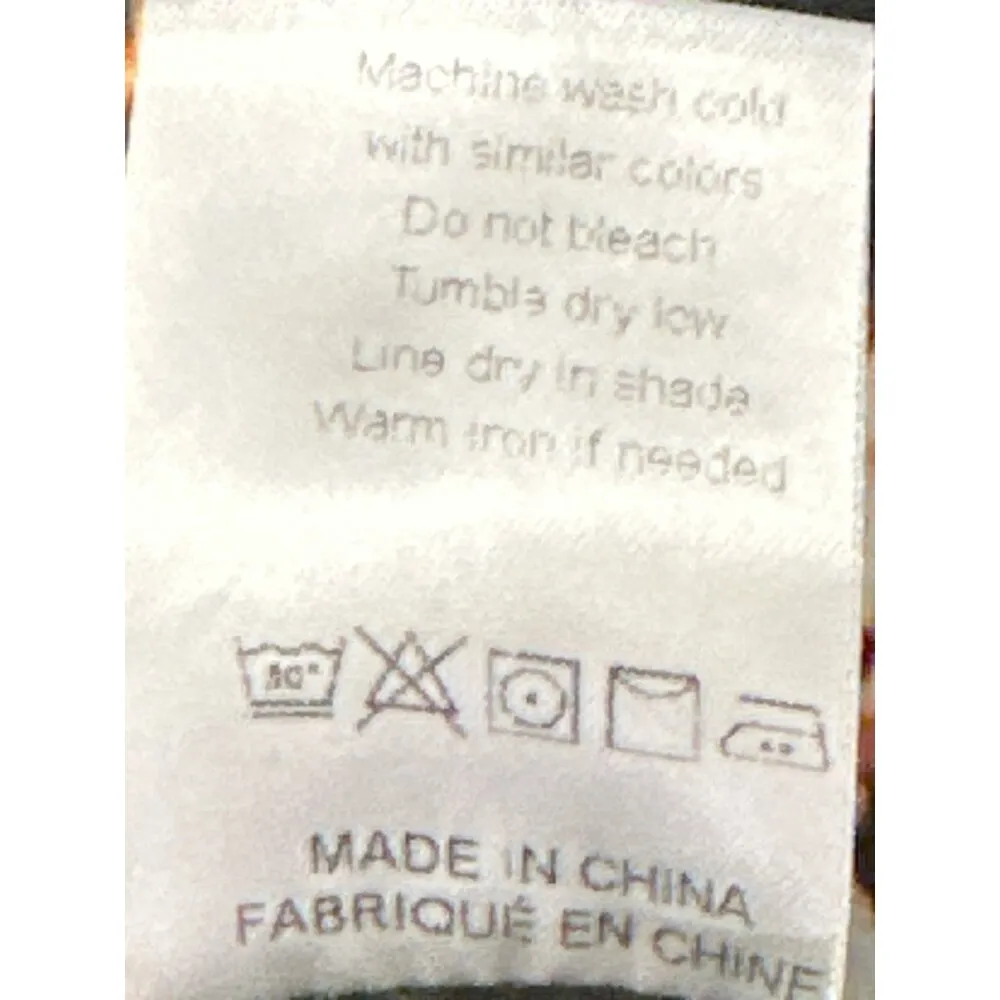 Machine wash cold
with similar colors
Do not bleach
Tumble dry low
Line dry in shade
Warm iron if needed
MADE IN CHINA
FABRIQUÉ EN CHINE